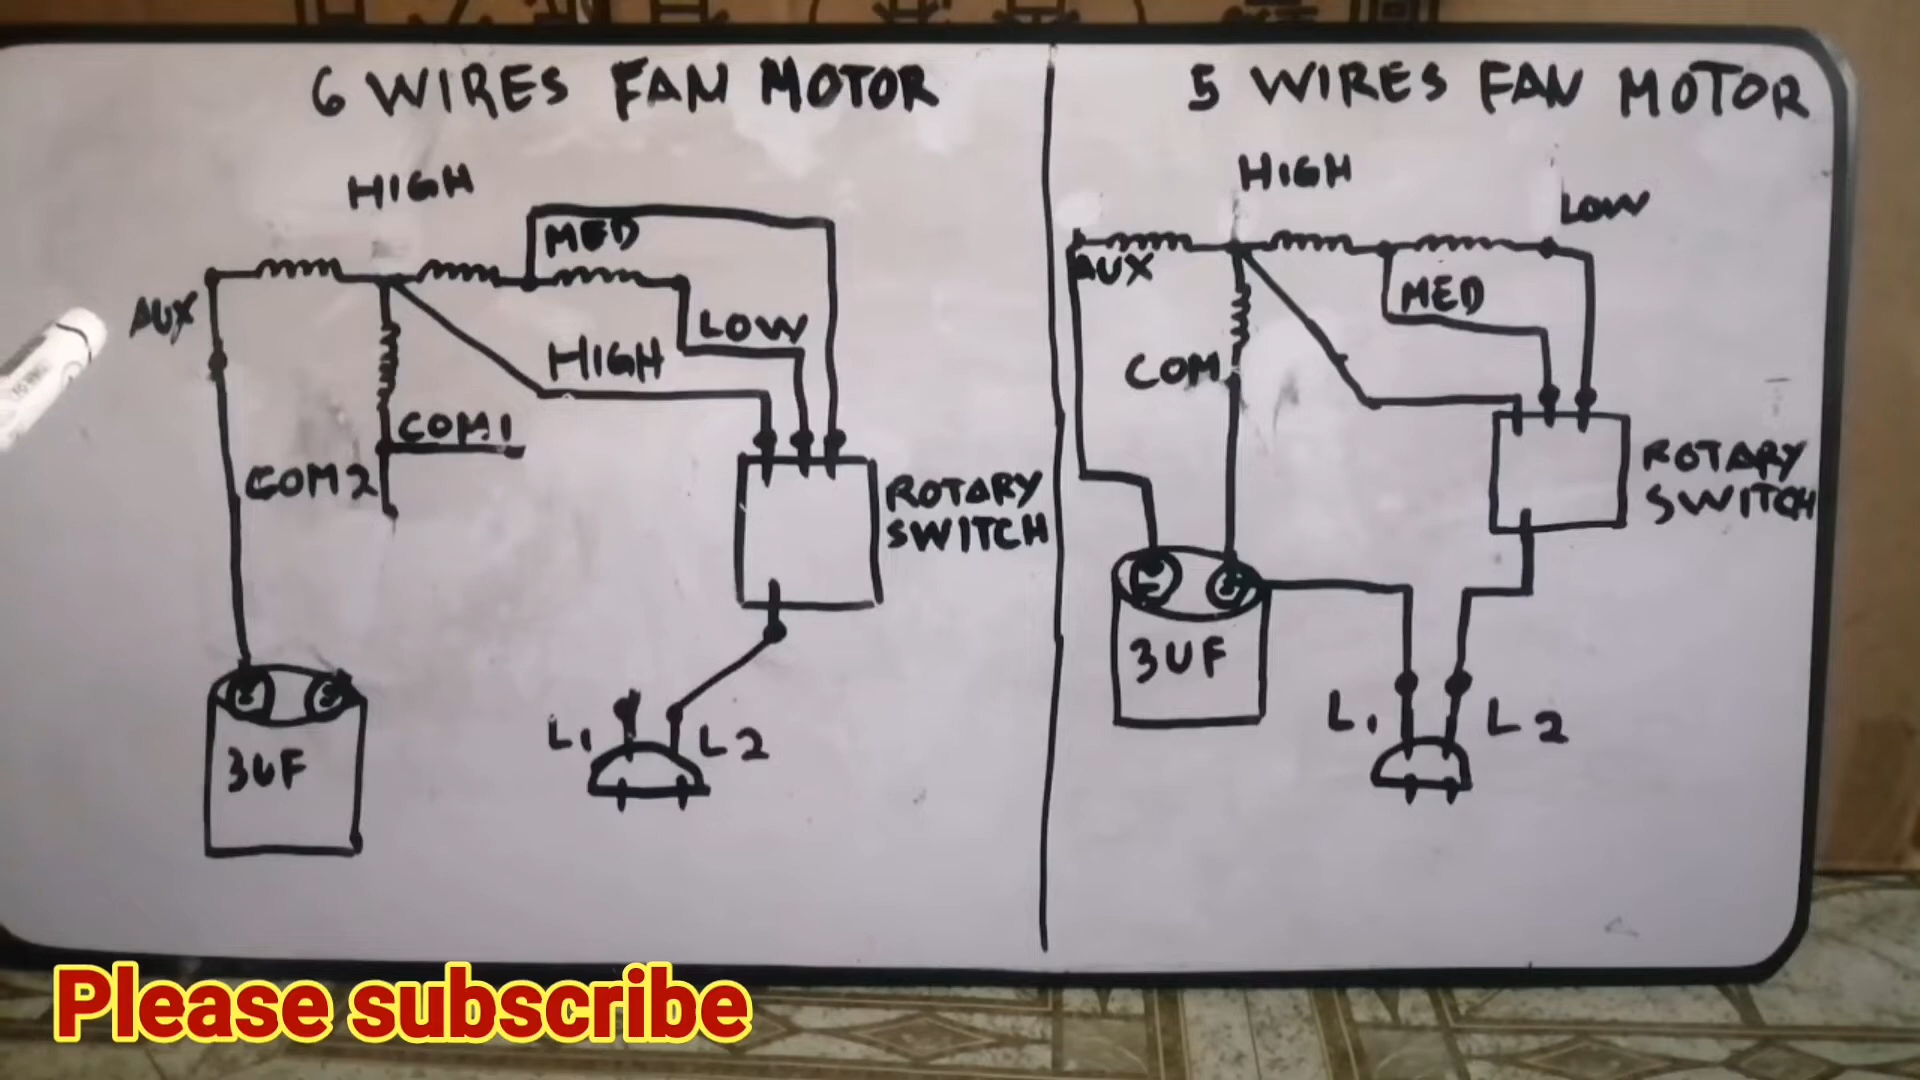 6 WIRES FAN MOTOR
HIGH
MED
AUX
LOW
HIGH
COM1
COM2
ROTARY
SWITCH
L1
L2
3UF
5 WIRES FAN MOTOR
HIGH
LOW
AUX
MED
COM
ROTARY
SWITCH
3UF
L1
L2
Please subscribe